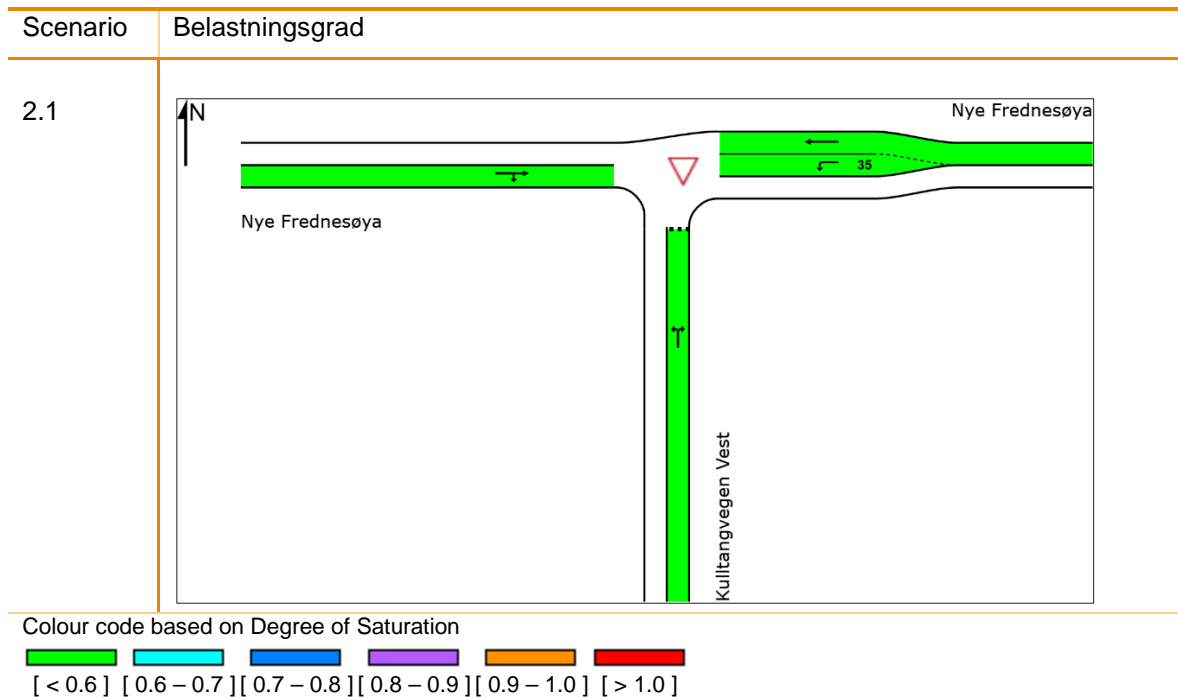 Scenario Belastningsgrad
2.1
N
Nye Frednesøya
35
Nye Frednesøya
Kulltangvegen Vest
Colour code based on Degree of Saturation
[ < 0.6 ] [ 0.6 – 0.7 ] [ 0.7 – 0.8 ] [ 0.8 – 0.9 ] [ 0.9 – 1.0 ] [ > 1.0 ]